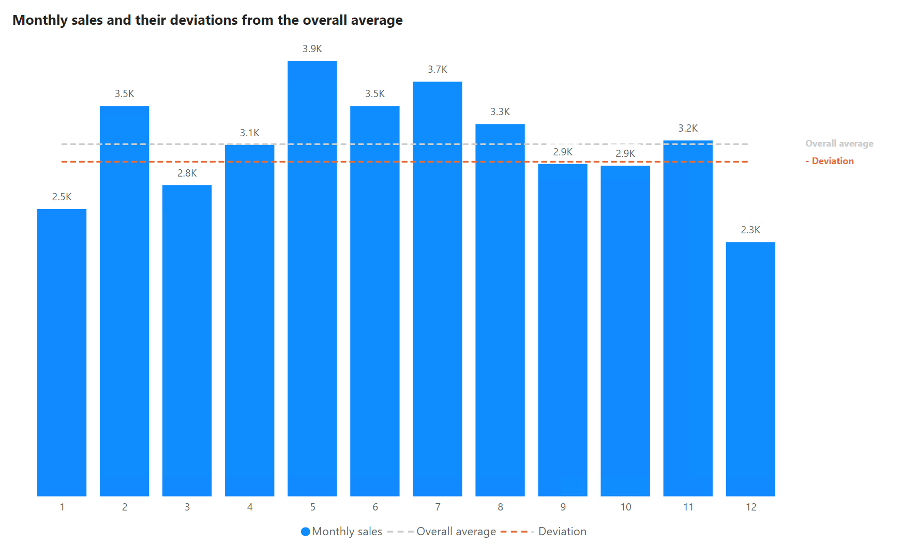 Monthly sales and their deviations from the overall average
3.9K
3.7K
3.5K
3.5K
3.3K
3.2K
3.1K
Overall average
2.9K
2.9K
- Deviation
2.8K
2.5K
2.3K
1 2 3 4 5 6 7 8 9 10 11 12
Monthly sales Overall average Deviation